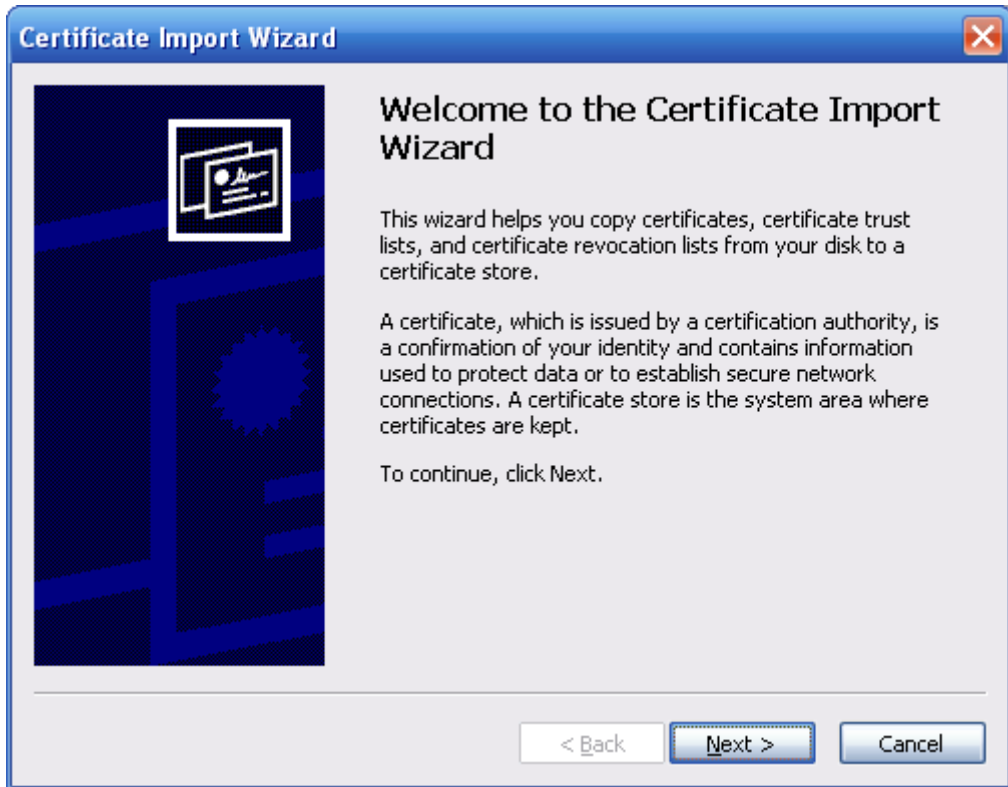 Certificate Import Wizard
Welcome to the Certificate Import
Wizard
This wizard helps you copy certificates, certificate trust
lists, and certificate revocation lists from your disk to a
certificate store.
A certificate, which is issued by a certification authority, is
a confirmation of your identity and contains information
used to protect data or to establish secure network
connections. A certificate store is the system area where
certificates are kept.
To continue, click Next.
< Back
Next >
Cancel